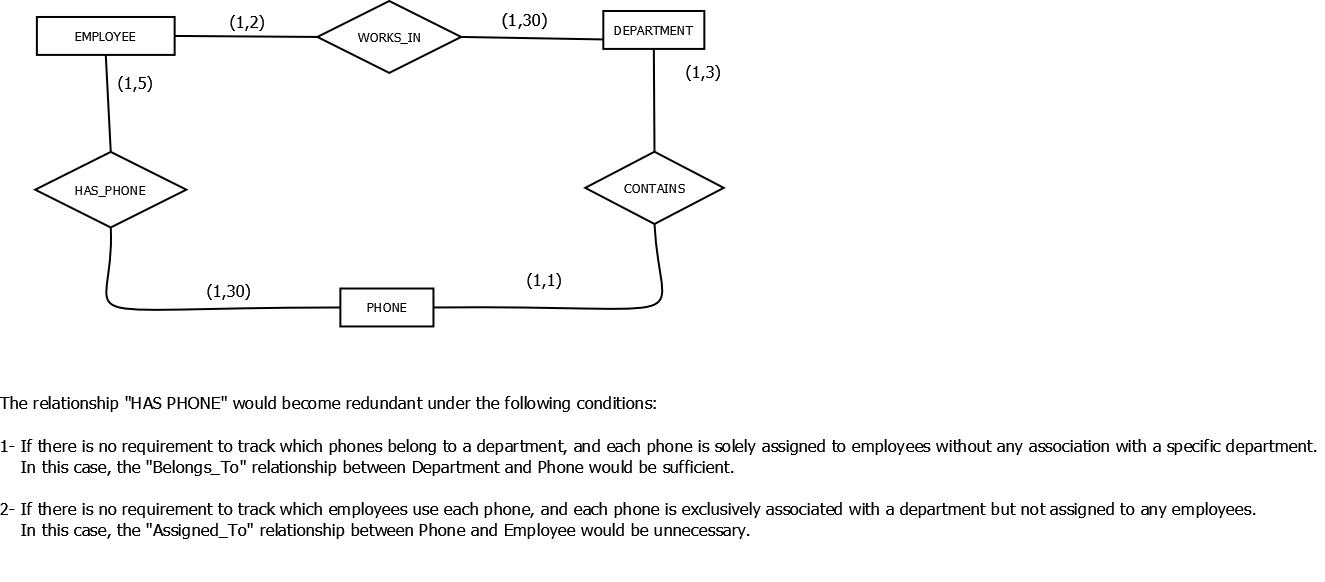 (1,2)
(1,30)
EMPLOYEE
WORKS_IN
DEPARTMENT
(1,5)
(1,3)
HAS_PHONE
CONTAINS
(1,30)
(1,1)
PHONE
The relationship "HAS PHONE" would become redundant under the following conditions:
1- If there is no requirement to track which phones belong to a department, and each phone is solely assigned to employees without any association with a specific department.
In this case, the "Belongs_To" relationship between Department and Phone would be sufficient.
2- If there is no requirement to track which employees use each phone, and each phone is exclusively associated with a department but not assigned to any employees.
In this case, the "Assigned_To" relationship between Phone and Employee would be unnecessary.